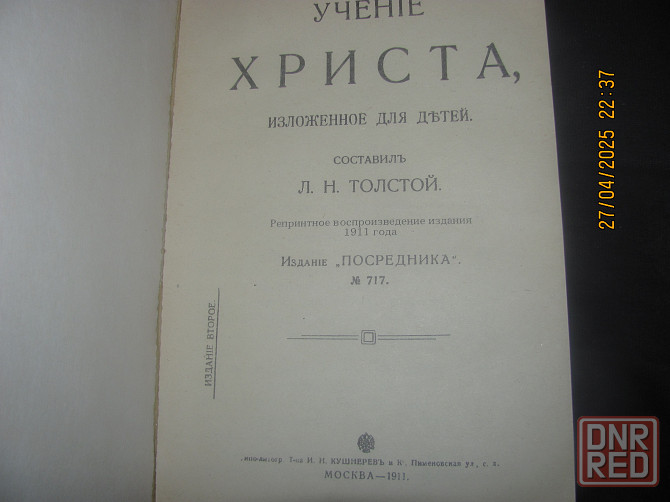 УЧЕНІЕ
ХРИСТА,
ИЗЛОЖЕННОЕ ДЛЯ ДѢТЕЙ.
СОСТАВИЛЪ
Л. Н. ТОЛСТОЙ.
Репринтное воспроизведение издания
1911 года
Изданіе „ПОСРЕДНИКА“.
№ 717.
ИЗДАНІЕ ВТОРОЕ.
Т-ва И. Н. КУШНЕРЕВЪ и К°. Пименовская ул., с. д.
МОСКВА—1911.
27/04/2025 22:37
DNR
RED